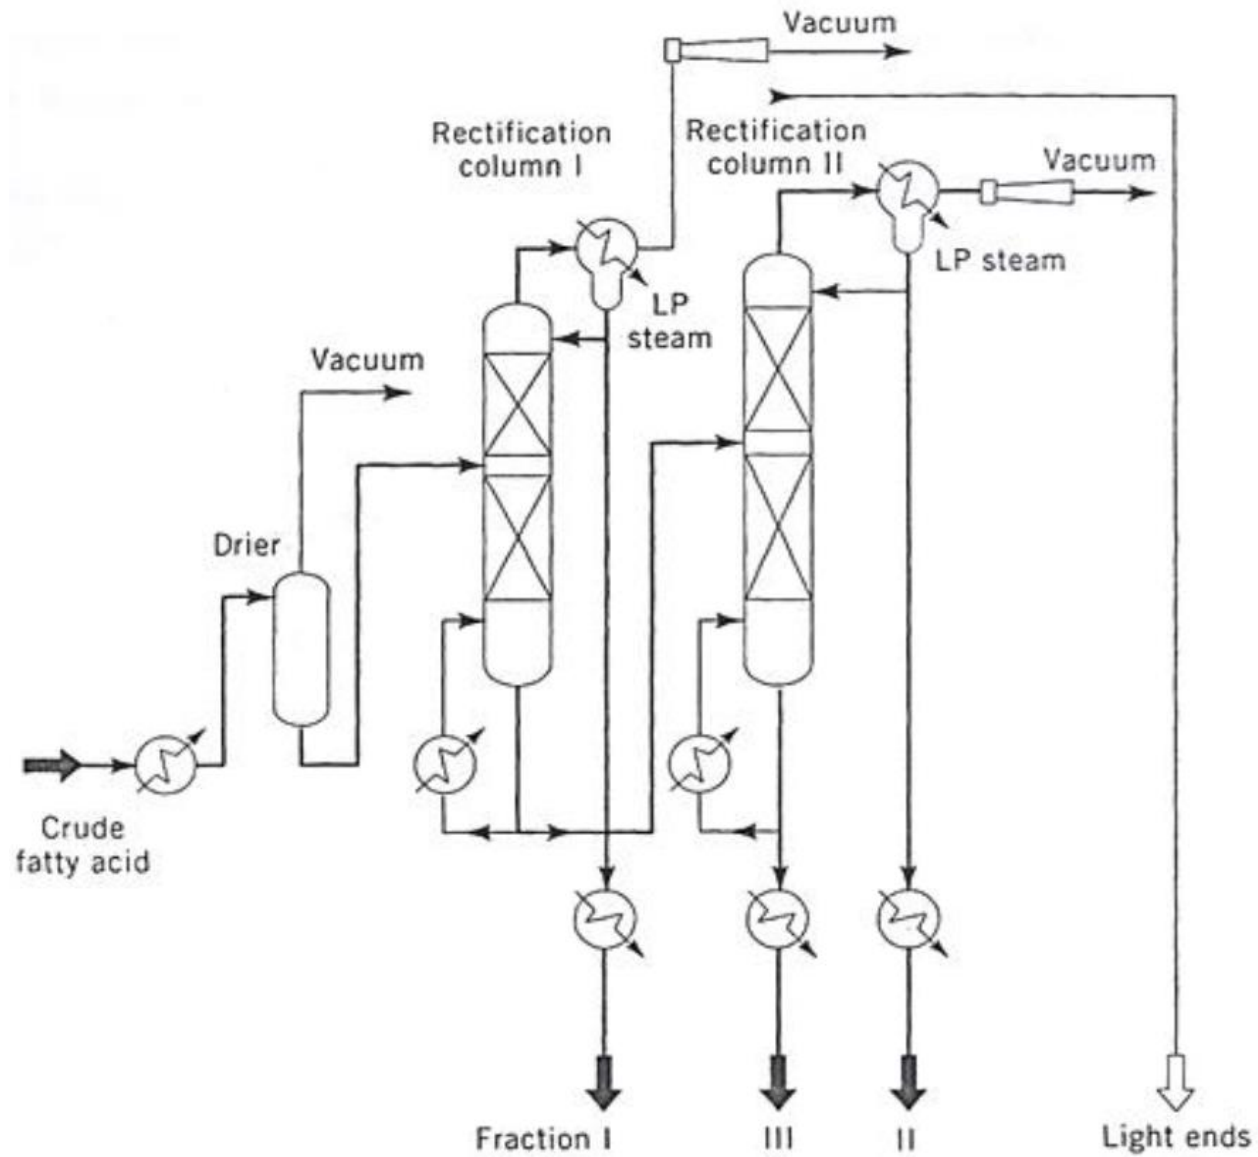 Vacuum
Rectification
column I
Rectification
column II
Vacuum
LP steam
LP
steam
Vacuum
Drier
Crude
fatty acid
Fraction I
III
II
Light ends